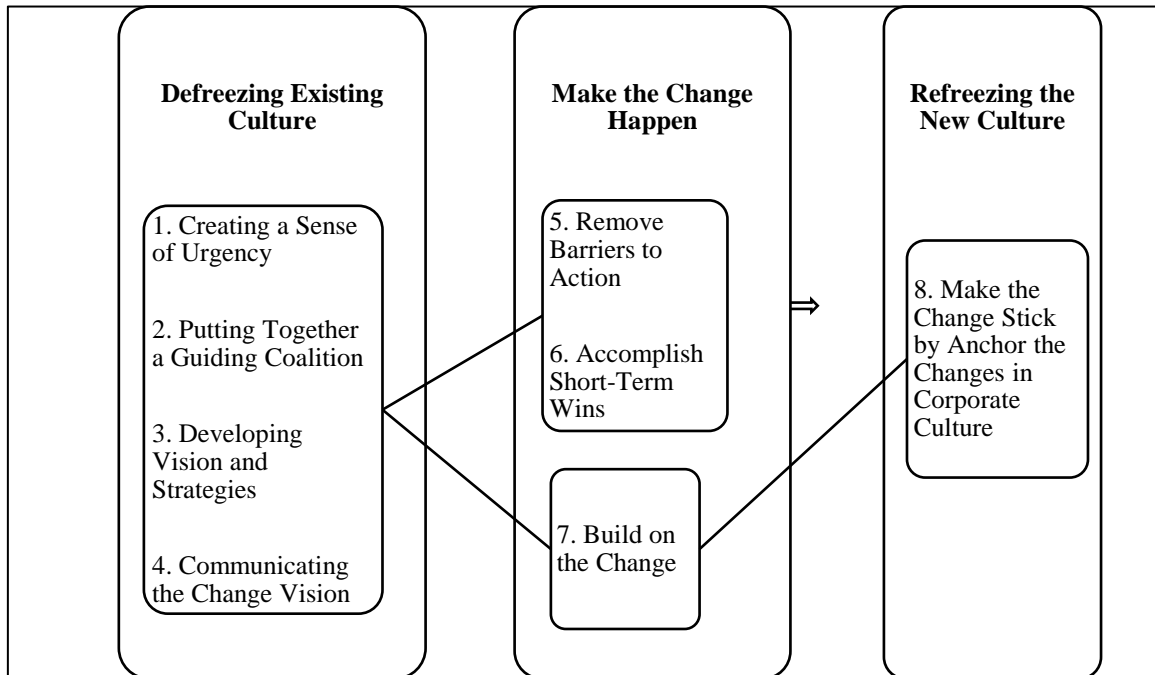 Defreezing Existing
Culture
1. Creating a Sense
of Urgency
2. Putting Together
a Guiding Coalition
3. Developing
Vision and
Strategies
4. Communicating
the Change Vision
Make the Change
Happen
5. Remove
Barriers to
Action
6. Accomplish
Short-Term
Wins
7. Build on
the Change
⇒
Refreezing the
New Culture
8. Make the
Change Stick
by Anchor the
Changes in
Corporate
Culture